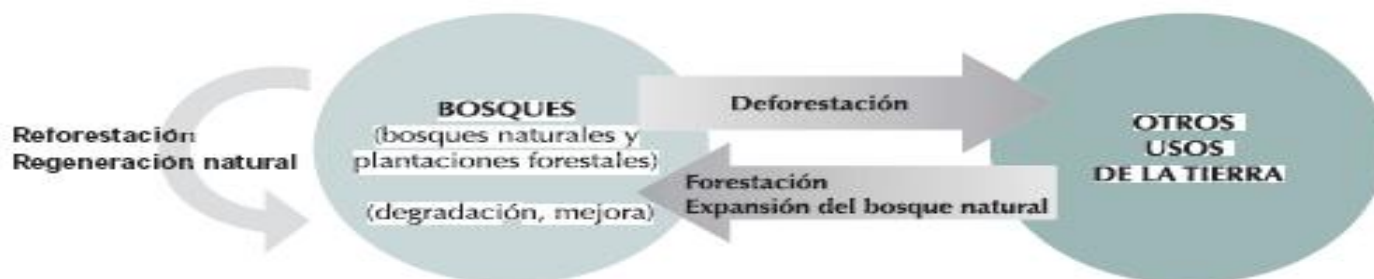 Reforestación
Regeneración natural
BOSQUES
(bosques naturales y
plantaciones forestales)
(degradación, mejora)
Deforestación
Forestación
Expansión del bosque natural
OTROS
USOS
DE LA TIERRA